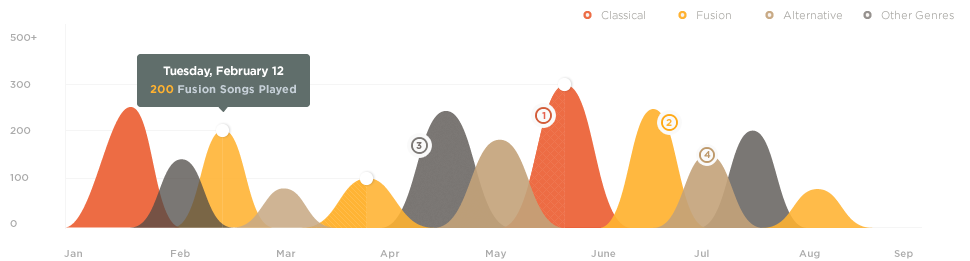 Classical Fusion Alternative Other Genres
500+
Tuesday, February 12
300
200 Fusion Songs Played
1
2
200
3
4
100
0
Jan Feb Mar Apr May June Jul Aug Sep